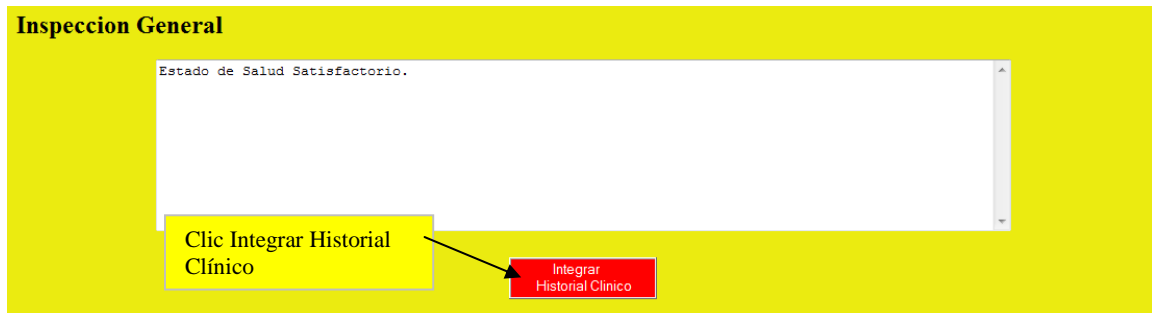 Inspeccion General
Estado de Salud Satisfactorio.
Clic Integrar Historial
Clínico
Integrar
Historial Clinico